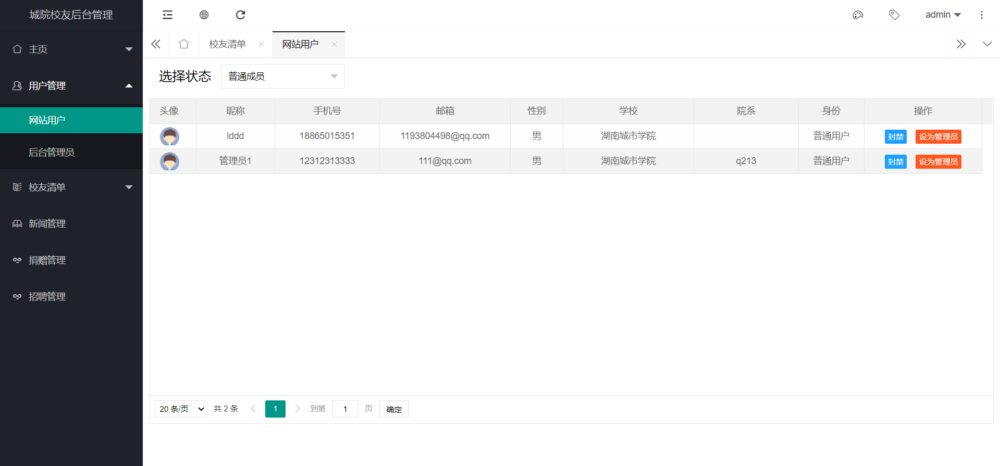 城院校友后台管理
admin
主页
用户管理
网站用户
后台管理员
校友清单
新闻管理
捐赠管理
招聘管理
校友清单 网站用户
选择状态 普通成员
头像 昵称 手机号 邮箱 性别 学校 院系 身份 操作
lddd 18865015351 1193804498@qq.com 男 湖南城市学院 普通用户 封禁 设为管理员
管理员1 12312313333 111@qq.com 男 湖南城市学院 q213 普通用户 封禁 设为管理员
20 条/页 共 2 条 1 到第 1 页 确定